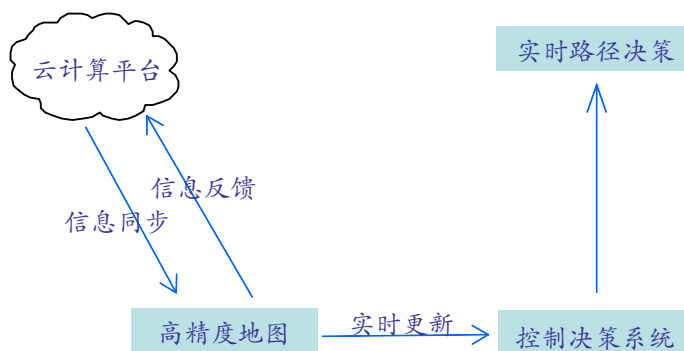 云计算平台
实时路径决策
信息反馈
信息同步
高精度地图
实时更新
控制决策系统